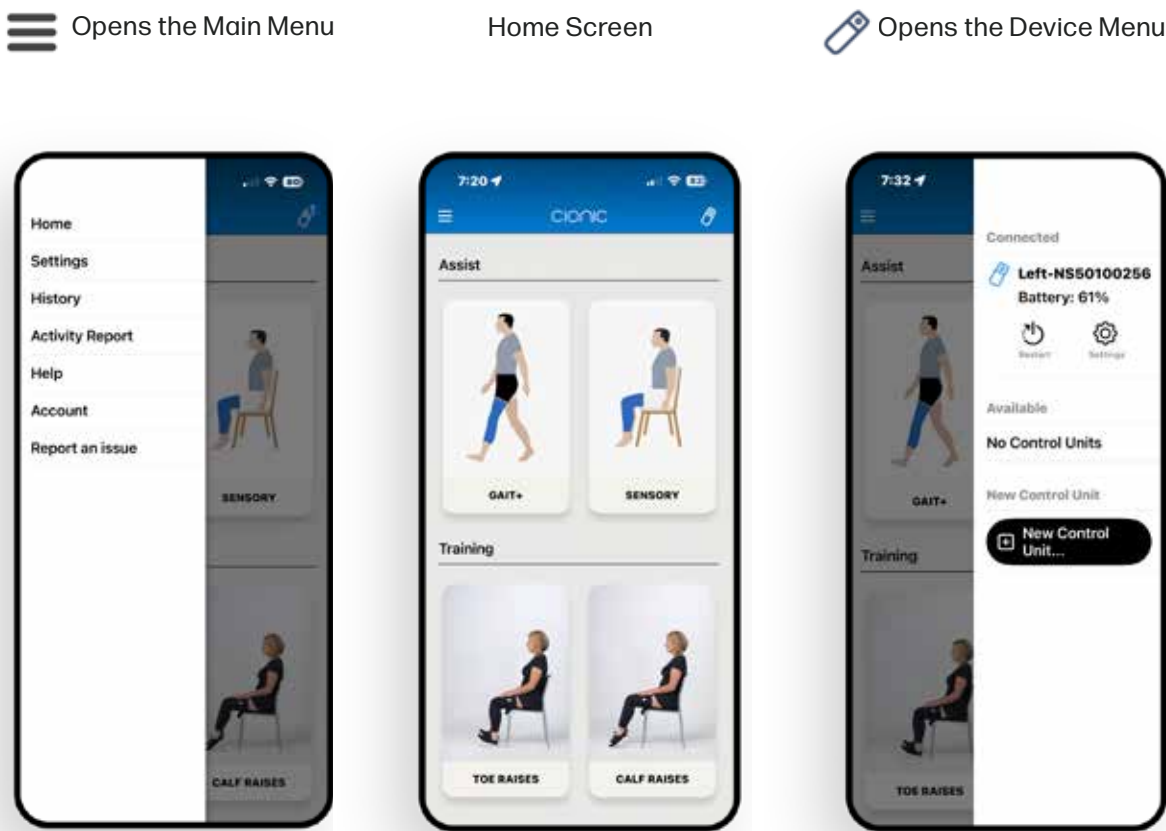 Opens the Main Menu
Home Screen
Opens the Device Menu
Home
Settings
History
Activity Report
Help
Account
Report an issue
SENSORY
CALF RAISES
7:20
CIONIC
Assist
GAIT+
SENSORY
Training
TOE RAISES
CALF RAISES
7:32
Assist
GAIT+
Training
TOE RAISES
Connected
Left-NS50100256
Battery: 61%
Restart
Settings
Available
No Control Units
New Control Unit
New Control
Unit...